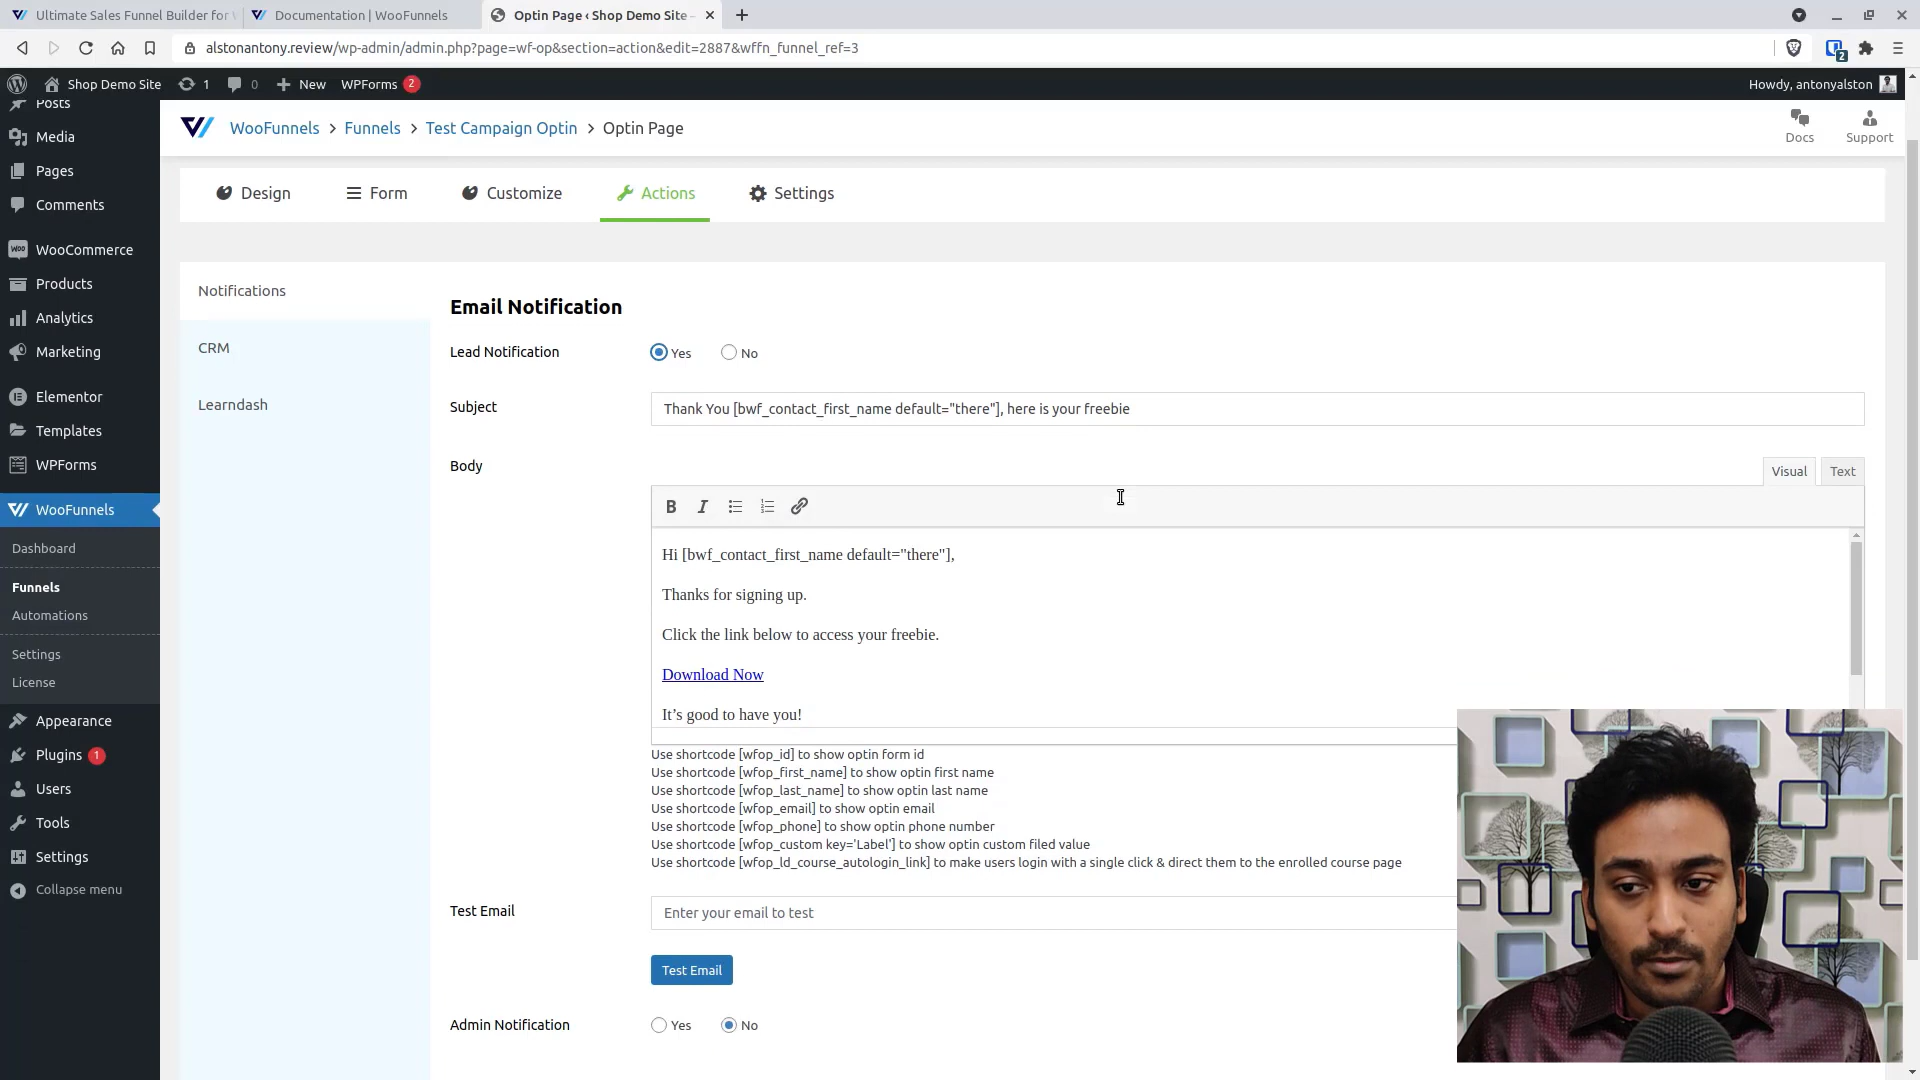 Ultimate Sales Funnel Builder for
Documentation | WooFunnels
Optin Page ‹ Shop Demo Site –
alstonantony.review/wp-admin/admin.php?page=wf-op&section=action&edit=2887&wffn_funnel_ref=3
2
Shop Demo Site
1
0
New
WPForms 2
Howdy, antonyalston
Posts
Media
Pages
Comments
WooCommerce
Products
Analytics
Marketing
Elementor
Templates
WPForms
WooFunnels
Dashboard
Funnels
Automations
Settings
License
Appearance
Plugins 1
Users
Tools
Settings
Collapse menu
WooFunnels > Funnels > Test Campaign Optin > Optin Page
Docs
Support
Design
Form
Customize
Actions
Settings
Notifications
CRM
Learndash
Email Notification
Lead Notification
Yes
No
Subject
Thank You [bwf_contact_first_name default="there"], here is your freebie
Body
Visual
Text
B I
Hi [bwf_contact_first_name default="there"],
Thanks for signing up.
Click the link below to access your freebie.
Download Now
It’s good to have you!
Use shortcode [wfop_id] to show optin form id
Use shortcode [wfop_first_name] to show optin first name
Use shortcode [wfop_last_name] to show optin last name
Use shortcode [wfop_email] to show optin email
Use shortcode [wfop_phone] to show optin phone number
Use shortcode [wfop_custom key='Label'] to show optin custom filed value
Use shortcode [wfop_ld_course_autologin_link] to make users login with a single click & direct them to the enrolled course page
Test Email
Enter your email to test
Test Email
Admin Notification
Yes
No